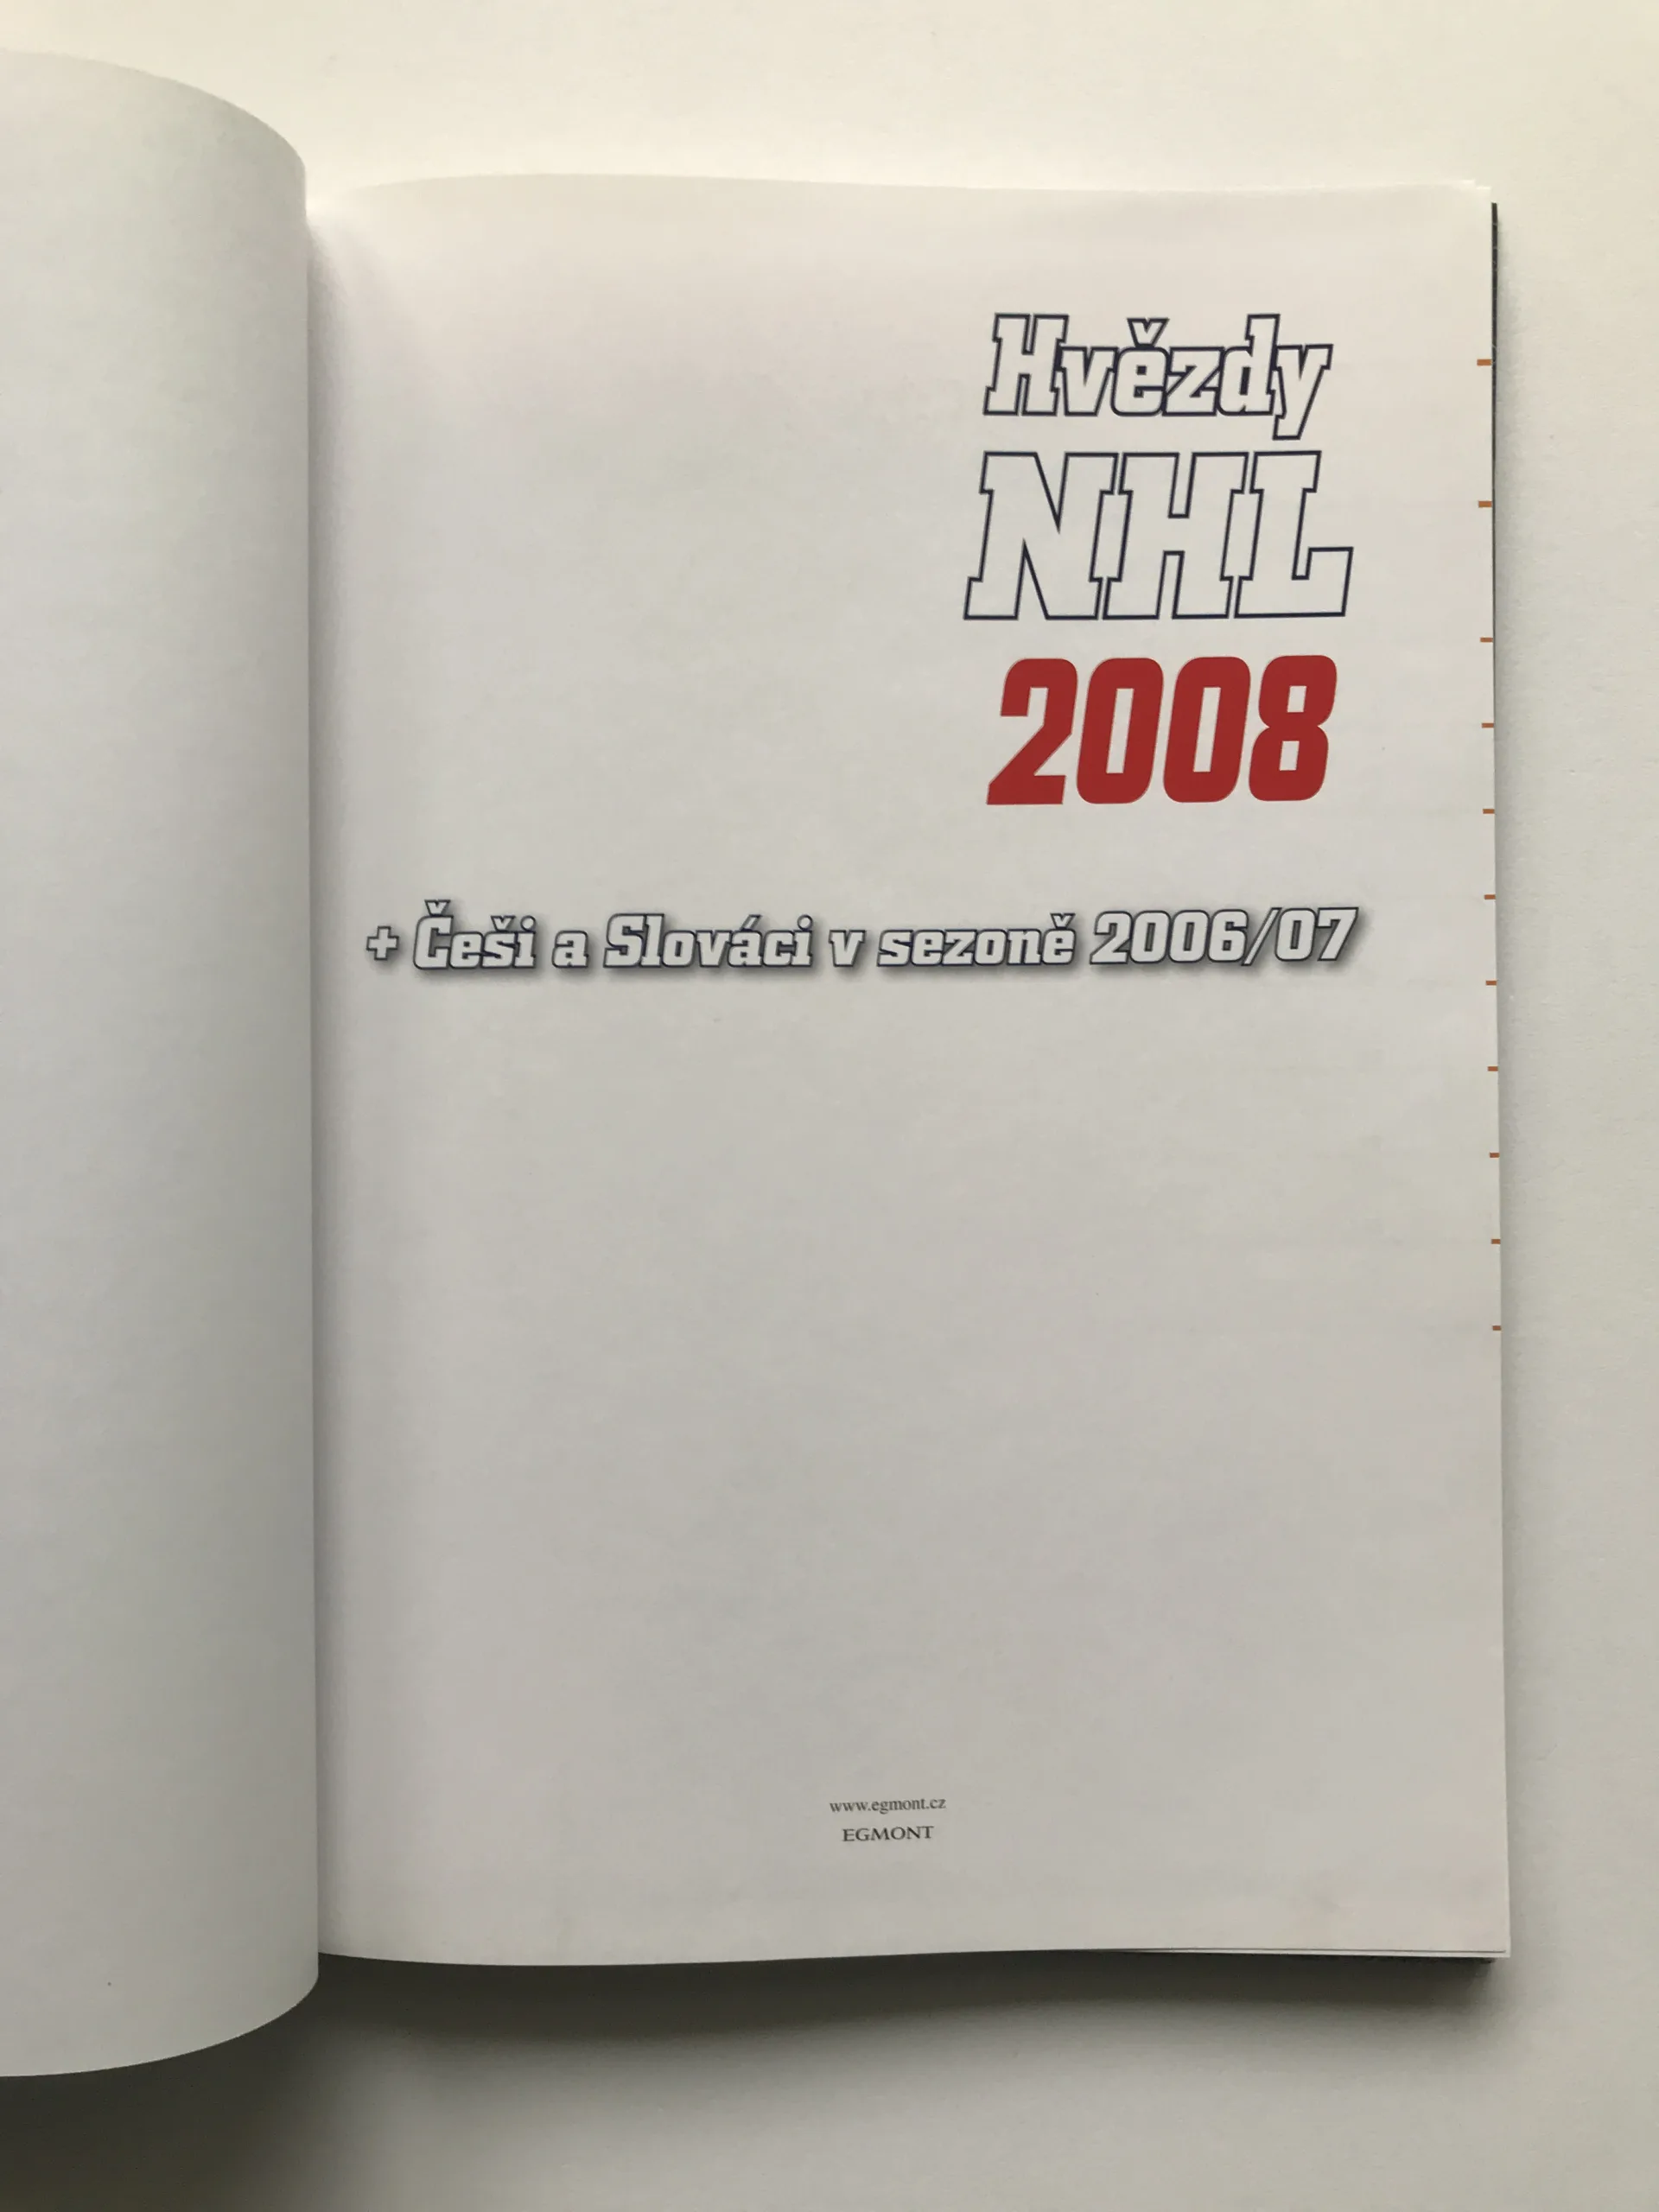 Hvězdy
NHL
2008
+ Češi a Slováci v sezoně 2006/07
www.egmont.cz
EGMONT